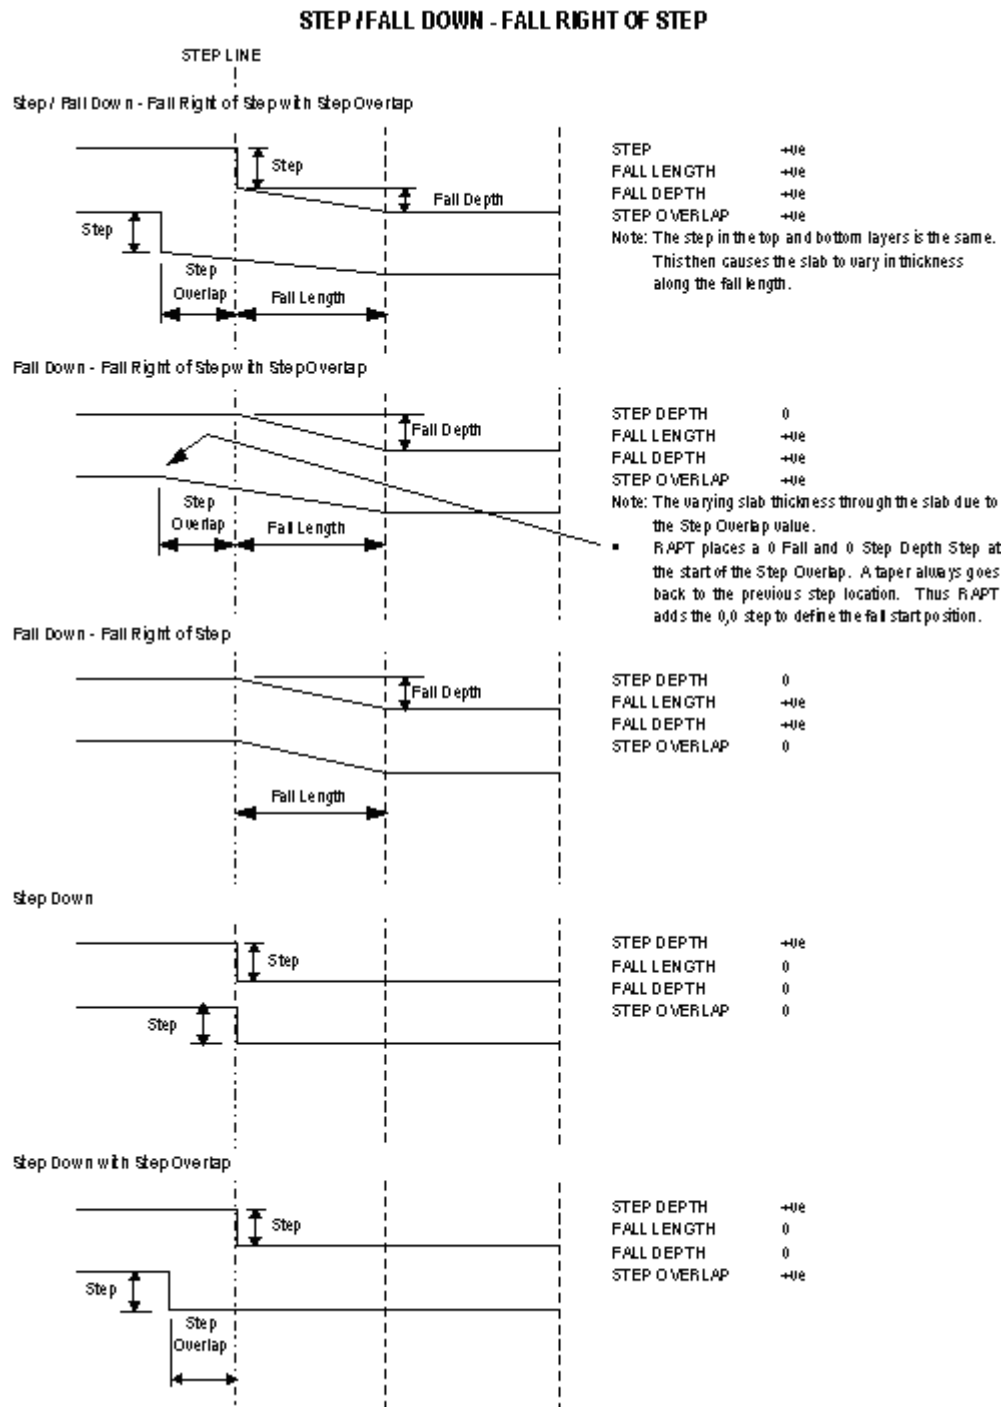 STEP / FALL DOWN - FALL RIGHT OF STEP
STEP LINE
Step / Fall Down - Fall Right of Step with Step Overlap
Step
Fall Depth
Step
Step
Overlap
Fall Length
STEP +ve
FALL LENGTH +ve
FALL DEPTH +ve
STEP OVERLAP +ve
Note: The step in the top and bottom layers is the same.
This then causes the slab to vary in thickness
along the fall length.
Fall Down - Fall Right of Step with Step Overlap
Fall Depth
Step
Overlap
Fall Length
STEP DEPTH 0
FALL LENGTH +ve
FALL DEPTH +ve
STEP OVERLAP +ve
Note: The varying slab thickness through the slab due to
the Step Overlap value.
▪ RAPT places a 0 Fall and 0 Step Depth Step at
the start of the Step Overlap. A taper always goes
back to the previous step location. Thus RAPT
adds the 0,0 step to define the fall start position.
Fall Down - Fall Right of Step
Fall Depth
Fall Length
STEP DEPTH 0
FALL LENGTH +ve
FALL DEPTH +ve
STEP OVERLAP 0
Step Down
Step
Step
STEP DEPTH +ve
FALL LENGTH 0
FALL DEPTH 0
STEP OVERLAP 0
Step Down with Step Overlap
Step
Step
Step
Overlap
STEP DEPTH +ve
FALL LENGTH 0
FALL DEPTH 0
STEP OVERLAP +ve